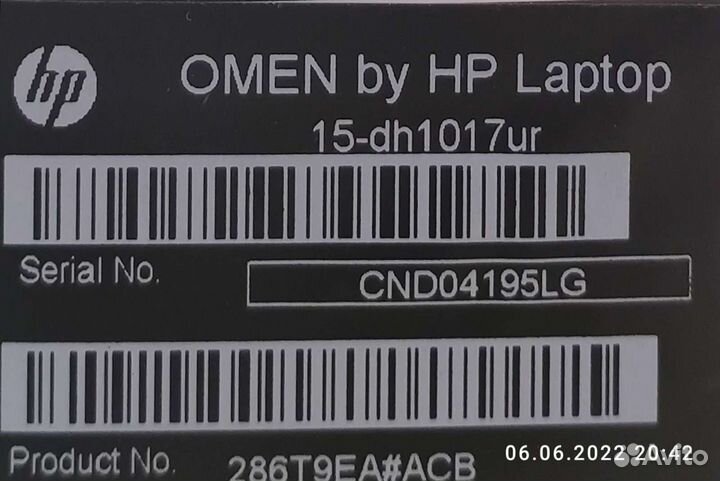 hp
OMEN by HP Laptop
15-dh1017ur
Serial No.
CND04195LG
Product No.
286T9EA#ACB
06.06.2022 20:42
Avito